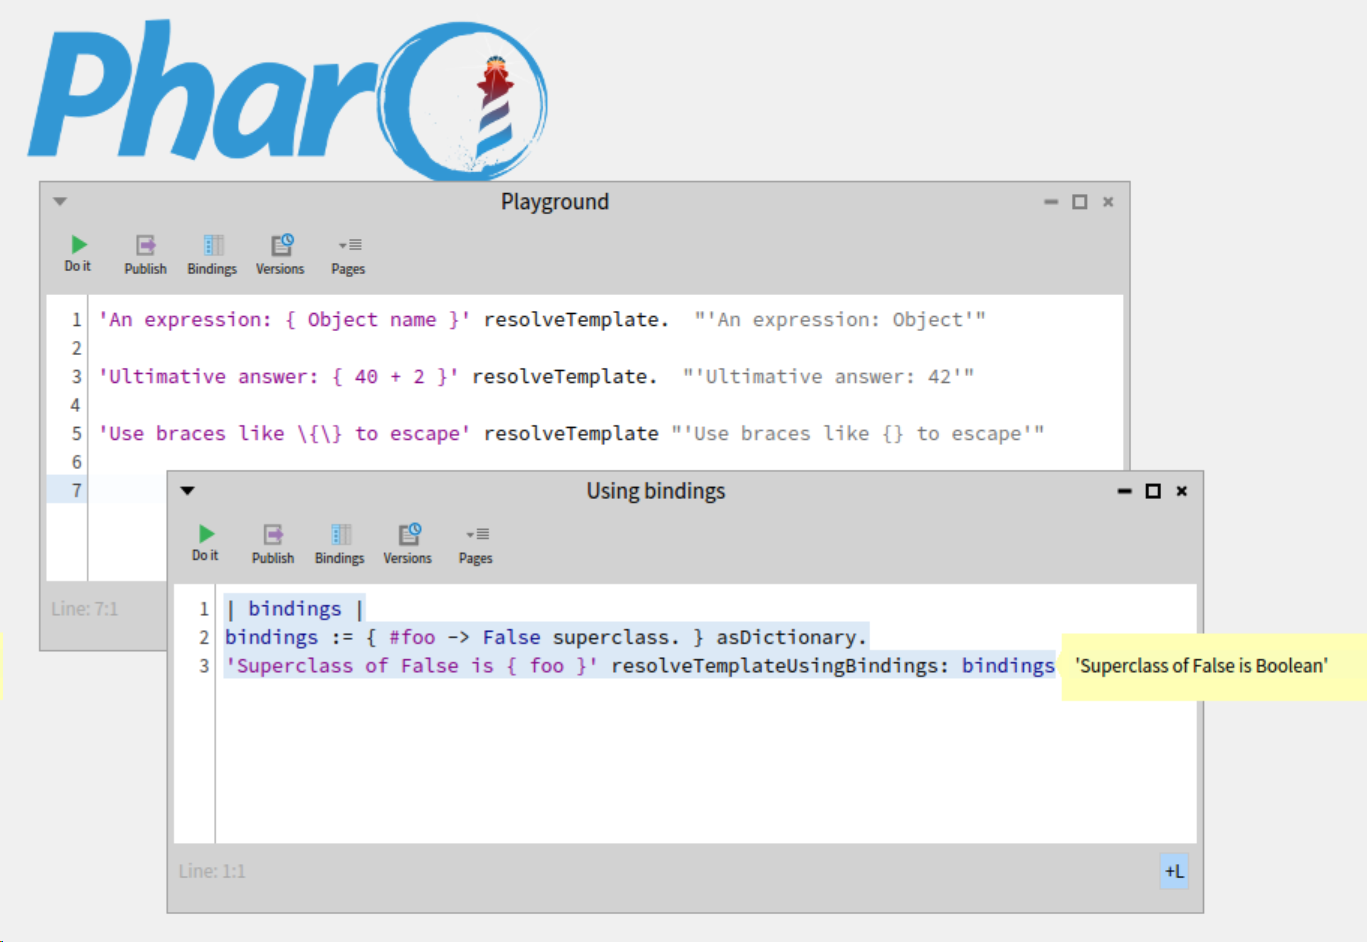 Pharo
Playground
Do it Publish Bindings Versions Pages
1 'An expression: { Object name }' resolveTemplate. "'An expression: Object'"
2
3 'Ultimative answer: { 40 + 2 }' resolveTemplate. "'Ultimative answer: 42'"
4
5 'Use braces like \{\} to escape' resolveTemplate "'Use braces like {} to escape'"
6
7
Line: 7:1
Using bindings
Do it Publish Bindings Versions Pages
1 | bindings |
2 bindings := { #foo -> False superclass. } asDictionary.
3 'Superclass of False is { foo }' resolveTemplateUsingBindings: bindings 'Superclass of False is Boolean'
Line: 1:1
+L